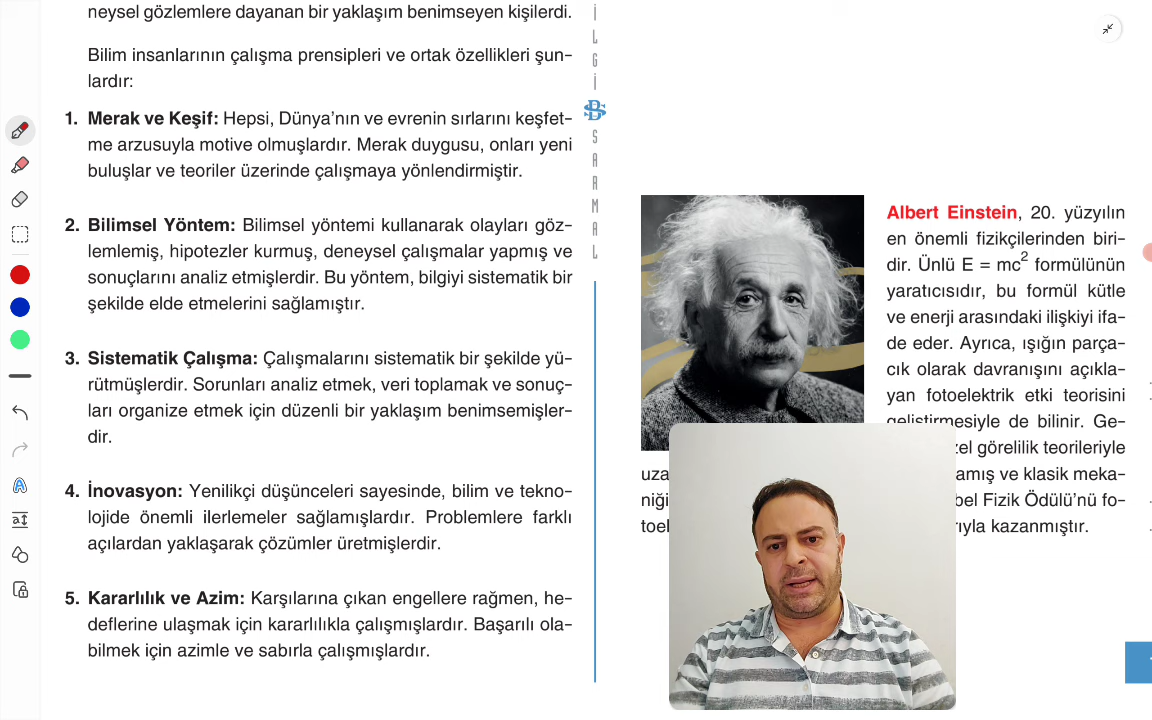 neysel gözlemlere dayanan bir yaklaşım benimseyen kişilerdi.
Bilim insanlarının çalışma prensipleri ve ortak özellikleri şun-
lardır:
1. Merak ve Keşif: Hepsi, Dünya’nın ve evrenin sırlarını keşfet-
me arzusuyla motive olmuşlardır. Merak duygusu, onları yeni
buluşlar ve teoriler üzerinde çalışmaya yönlendirmiştir.
2. Bilimsel Yöntem: Bilimsel yöntemi kullanarak olayları göz-
lemlemiş, hipotezler kurmuş, deneysel çalışmalar yapmış ve
sonuçlarını analiz etmişlerdir. Bu yöntem, bilgiyi sistematik bir
şekilde elde etmelerini sağlamıştır.
3. Sistematik Çalışma: Çalışmalarını sistematik bir şekilde yü-
rütmüşlerdir. Sorunları analiz etmek, veri toplamak ve sonuç-
ları organize etmek için düzenli bir yaklaşım benimsemişler-
dir.
4. İnovasyon: Yenilikçi düşünceleri sayesinde, bilim ve tekno-
lojide önemli ilerlemeler sağlamışlardır. Problemlere farklı
açılardan yaklaşarak çözümler üretmişlerdir.
5. Kararlılık ve Azim: Karşılarına çıkan engellere rağmen, he-
deflerine ulaşmak için kararlılıkla çalışmışlardır. Başarılı ola-
bilmek için azimle ve sabırla çalışmışlardır.
İLGİ
SARMAL
Albert Einstein, 20. yüzyılın
en önemli fizikçilerinden biri-
dir. Ünlü E = mc² formülünün
yaratıcısıdır, bu formül kütle
ve enerji arasındaki ilişkiyi ifa-
de eder. Ayrıca, ışığın parça-
cık olarak davranışını açıkla-
yan fotoelektrik etki teorisini
geliştirmesiyle de bilinir. Ge-
zel görelilik teorileriyle
uza amış ve klasik meka-
niği bel Fizik Ödülü’nü fo-
toel rıyla kazanmıştır.